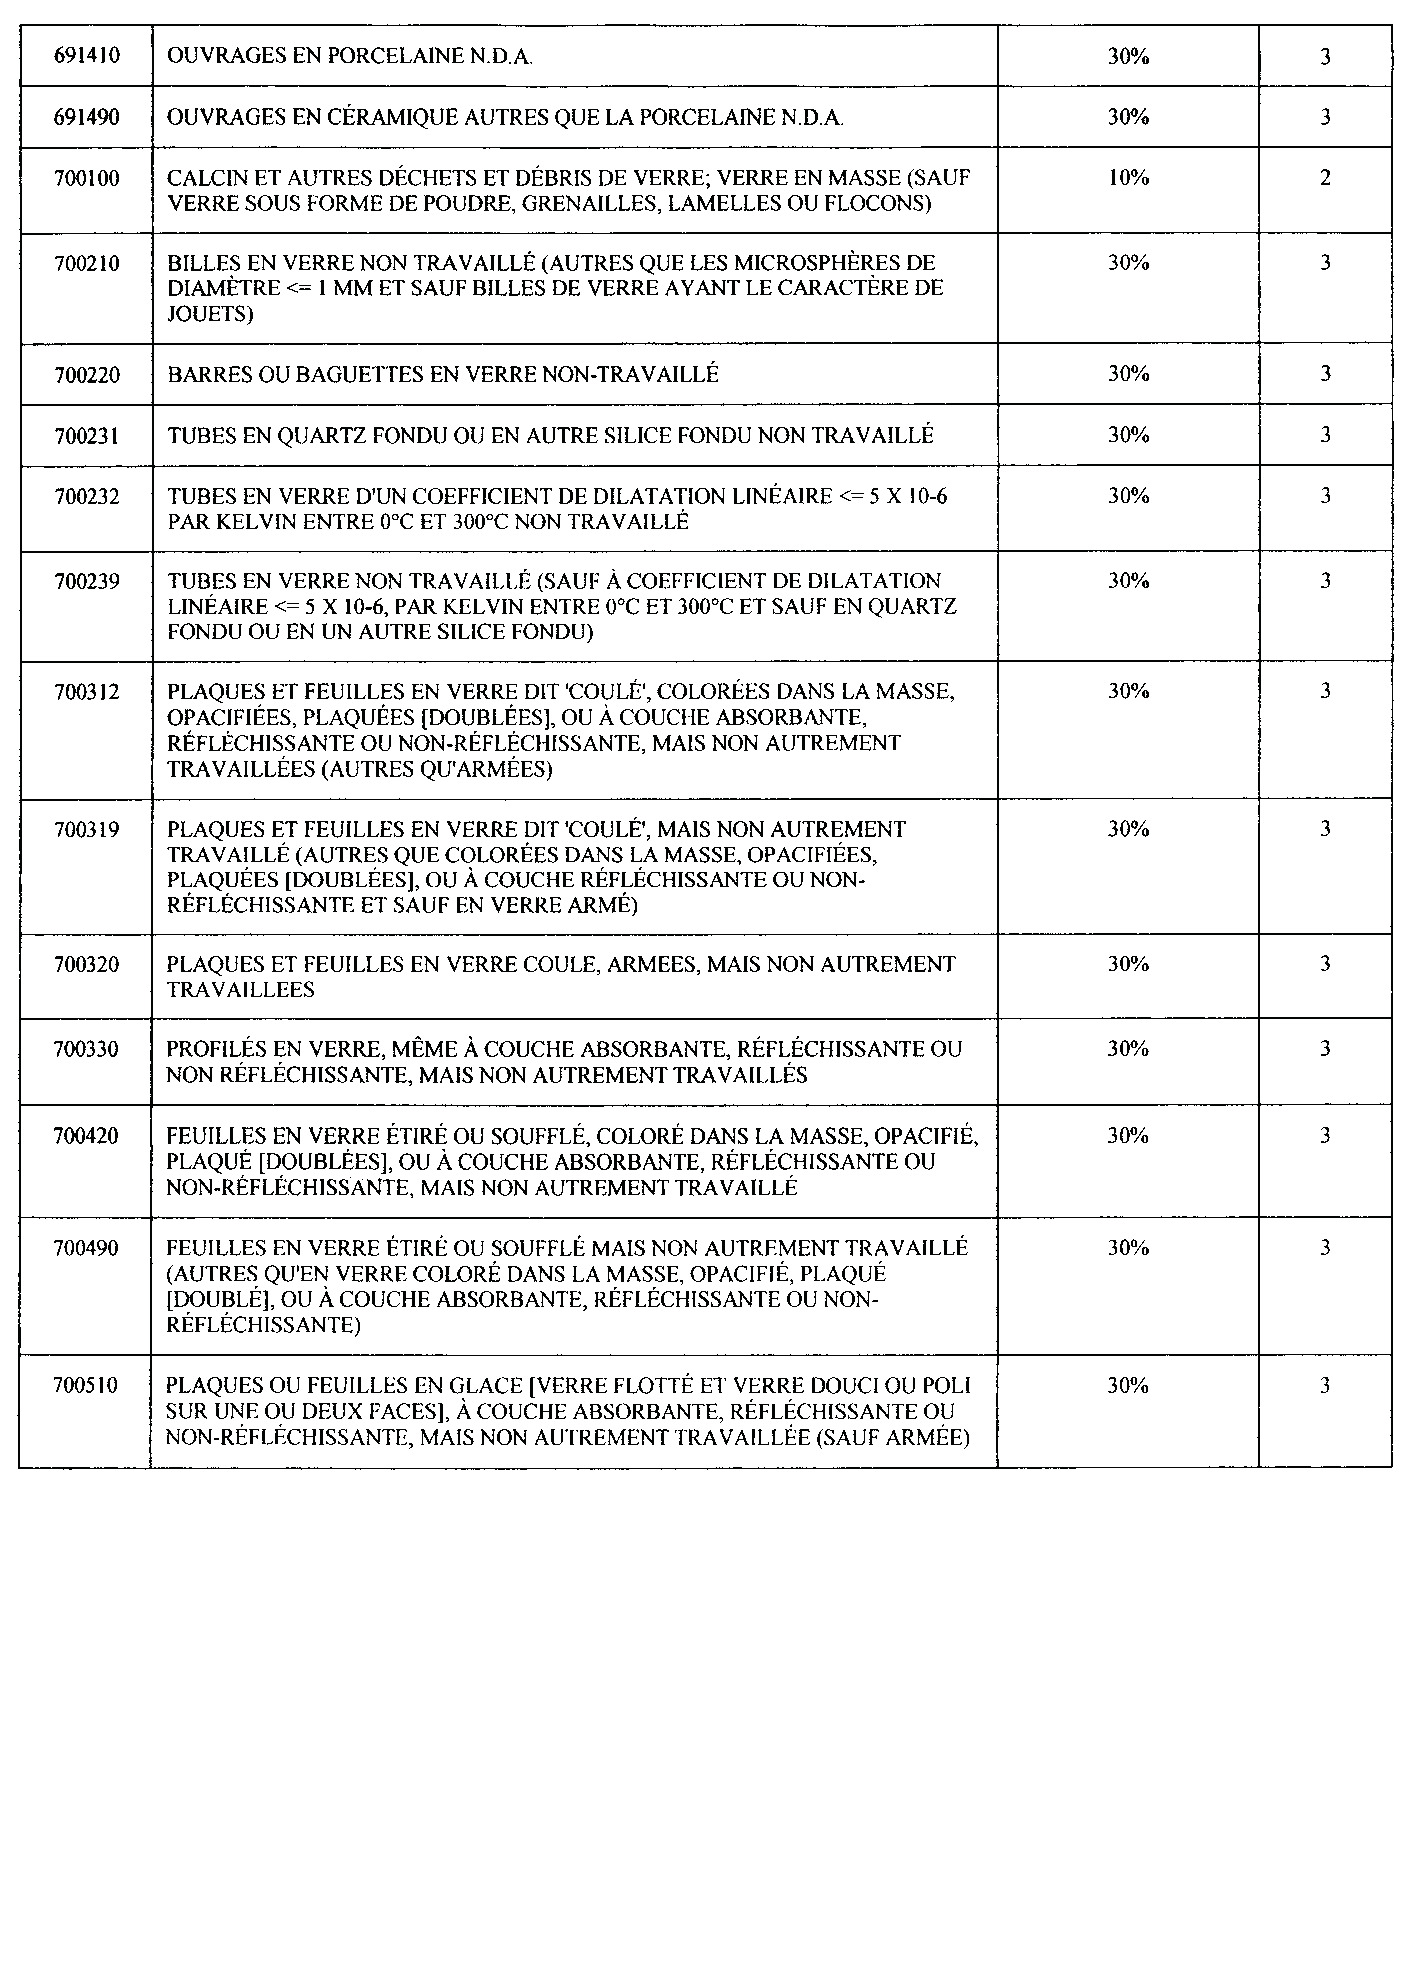 691410 OUVRAGES EN PORCELAINE N.D.A. 30% 3
691490 OUVRAGES EN CÉRAMIQUE AUTRES QUE LA PORCELAINE N.D.A. 30% 3
700100 CALCIN ET AUTRES DÉCHETS ET DÉBRIS DE VERRE; VERRE EN MASSE (SAUF 10% 2
VERRE SOUS FORME DE POUDRE, GRENAILLES, LAMELLES OU FLOCONS)
700210 BILLES EN VERRE NON TRAVAILLÉ (AUTRES QUE LES MICROSPHÈRES DE 30% 3
DIAMÈTRE <= 1 MM ET SAUF BILLES DE VERRE AYANT LE CARACTÈRE DE
JOUETS)
700220 BARRES OU BAGUETTES EN VERRE NON-TRAVAILLÉ 30% 3
700231 TUBES EN QUARTZ FONDU OU EN AUTRE SILICE FONDU NON TRAVAILLÉ 30% 3
700232 TUBES EN VERRE D'UN COEFFICIENT DE DILATATION LINÉAIRE <= 5 X 10-6 30% 3
PAR KELVIN ENTRE 0°C ET 300°C NON TRAVAILLÉ
700239 TUBES EN VERRE NON TRAVAILLÉ (SAUF À COEFFICIENT DE DILATATION 30% 3
LINÉAIRE <= 5 X 10-6, PAR KELVIN ENTRE 0°C ET 300°C ET SAUF EN QUARTZ
FONDU OU EN UN AUTRE SILICE FONDU)
700312 PLAQUES ET FEUILLES EN VERRE DIT 'COULÉ', COLORÉES DANS LA MASSE, 30% 3
OPACIFIÉES, PLAQUÉES [DOUBLÉES], OU À COUCHE ABSORBANTE,
RÉFLÉCHISSANTE OU NON-RÉFLÉCHISSANTE, MAIS NON AUTREMENT
TRAVAILLÉES (AUTRES QU'ARMÉES)
700319 PLAQUES ET FEUILLES EN VERRE DIT 'COULÉ', MAIS NON AUTREMENT 30% 3
TRAVAILLÉ (AUTRES QUE COLORÉES DANS LA MASSE, OPACIFIÉES,
PLAQUÉES [DOUBLÉES], OU À COUCHE RÉFLÉCHISSANTE OU NON-
RÉFLÉCHISSANTE ET SAUF EN VERRE ARMÉ)
700320 PLAQUES ET FEUILLES EN VERRE COULE, ARMEES, MAIS NON AUTREMENT 30% 3
TRAVAILLEES
700330 PROFILÉS EN VERRE, MÊME À COUCHE ABSORBANTE, RÉFLÉCHISSANTE OU 30% 3
NON RÉFLÉCHISSANTE, MAIS NON AUTREMENT TRAVAILLÉS
700420 FEUILLES EN VERRE ÉTIRÉ OU SOUFFLÉ, COLORÉ DANS LA MASSE, OPACIFIÉ, 30% 3
PLAQUÉ [DOUBLÉES], OU À COUCHE ABSORBANTE, RÉFLÉCHISSANTE OU
NON-RÉFLÉCHISSANTE, MAIS NON AUTREMENT TRAVAILLÉ
700490 FEUILLES EN VERRE ÉTIRÉ OU SOUFFLÉ MAIS NON AUTREMENT TRAVAILLÉ 30% 3
(AUTRES QU'EN VERRE COLORÉ DANS LA MASSE, OPACIFIÉ, PLAQUÉ
[DOUBLÉ], OU À COUCHE ABSORBANTE, RÉFLÉCHISSANTE OU NON-
RÉFLÉCHISSANTE)
700510 PLAQUES OU FEUILLES EN GLACE [VERRE FLOTTÉ ET VERRE DOUCI OU POLI 30% 3
SUR UNE OU DEUX FACES], À COUCHE ABSORBANTE, RÉFLÉCHISSANTE OU
NON-RÉFLÉCHISSANTE, MAIS NON AUTREMENT TRAVAILLÉE (SAUF ARMÉE)